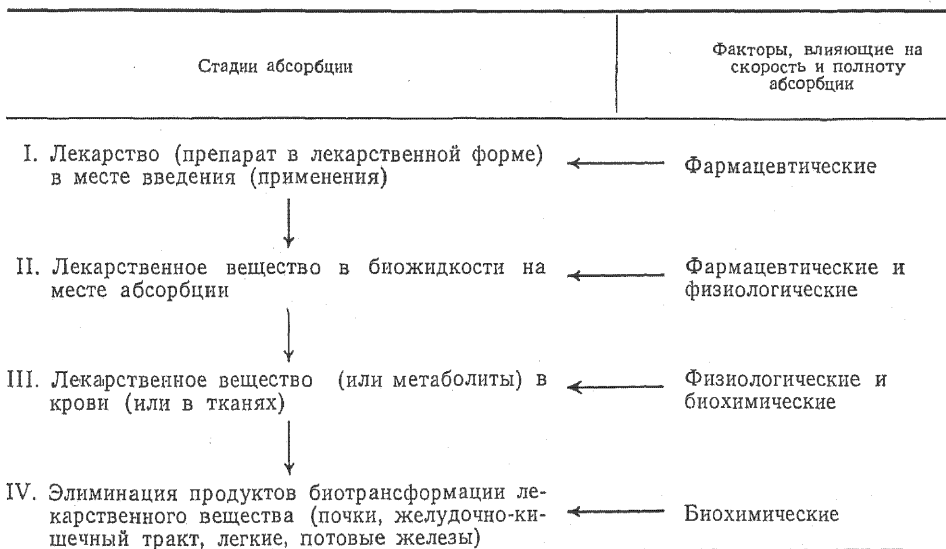 Стадии абсорбции
Факторы, влияющие на
скорость и полноту
абсорбции
I. Лекарство (препарат в лекарственной форме)
в месте введения (применения)
Фармацевтические
II. Лекарственное вещество в биожидкости на
месте абсорбции
Фармацевтические и
физиологические
III. Лекарственное вещество (или метаболиты) в
крови (или в тканях)
Физиологические и
биохимические
IV. Элиминация продуктов биотрансформации ле-
карственного вещества (почки, желудочно-ки-
шечный тракт, легкие, потовые железы)
Биохимические